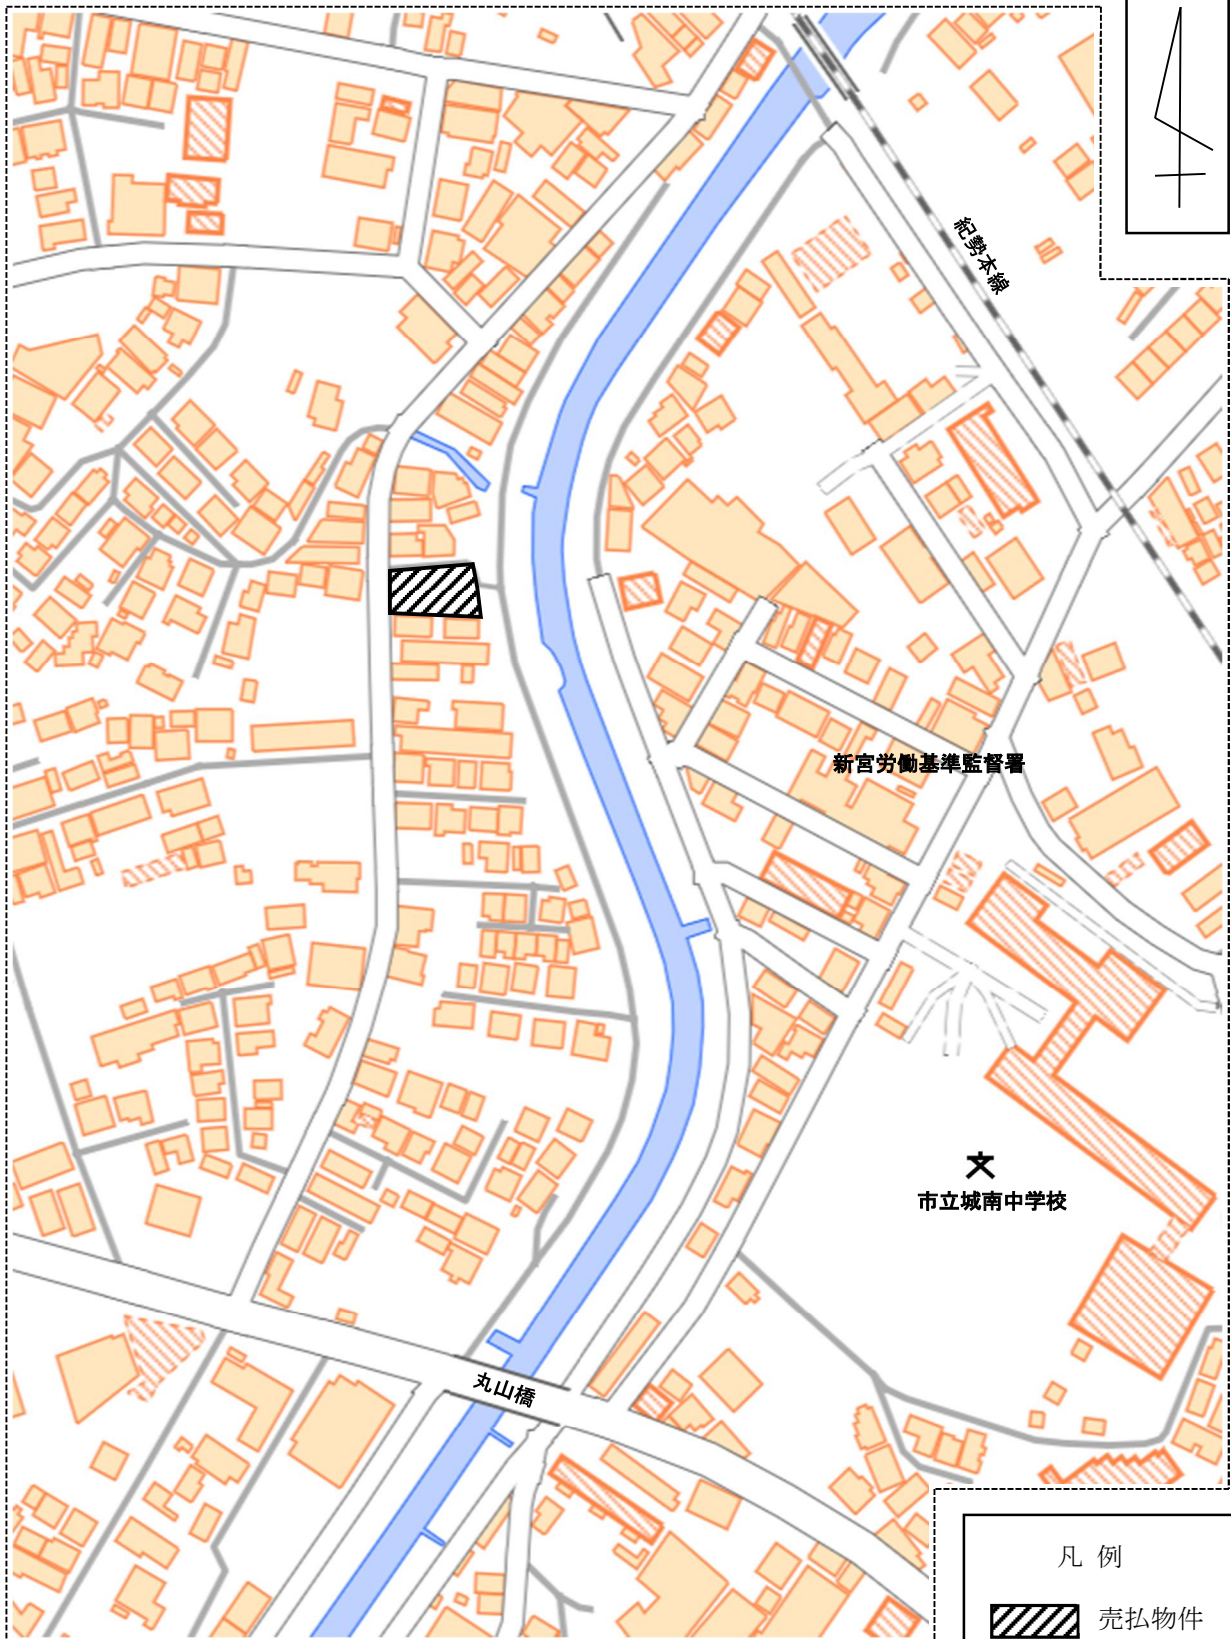 紀勢本線
新宮労働基準監督署
市立城南中学校
丸山橋
凡 例
売払物件